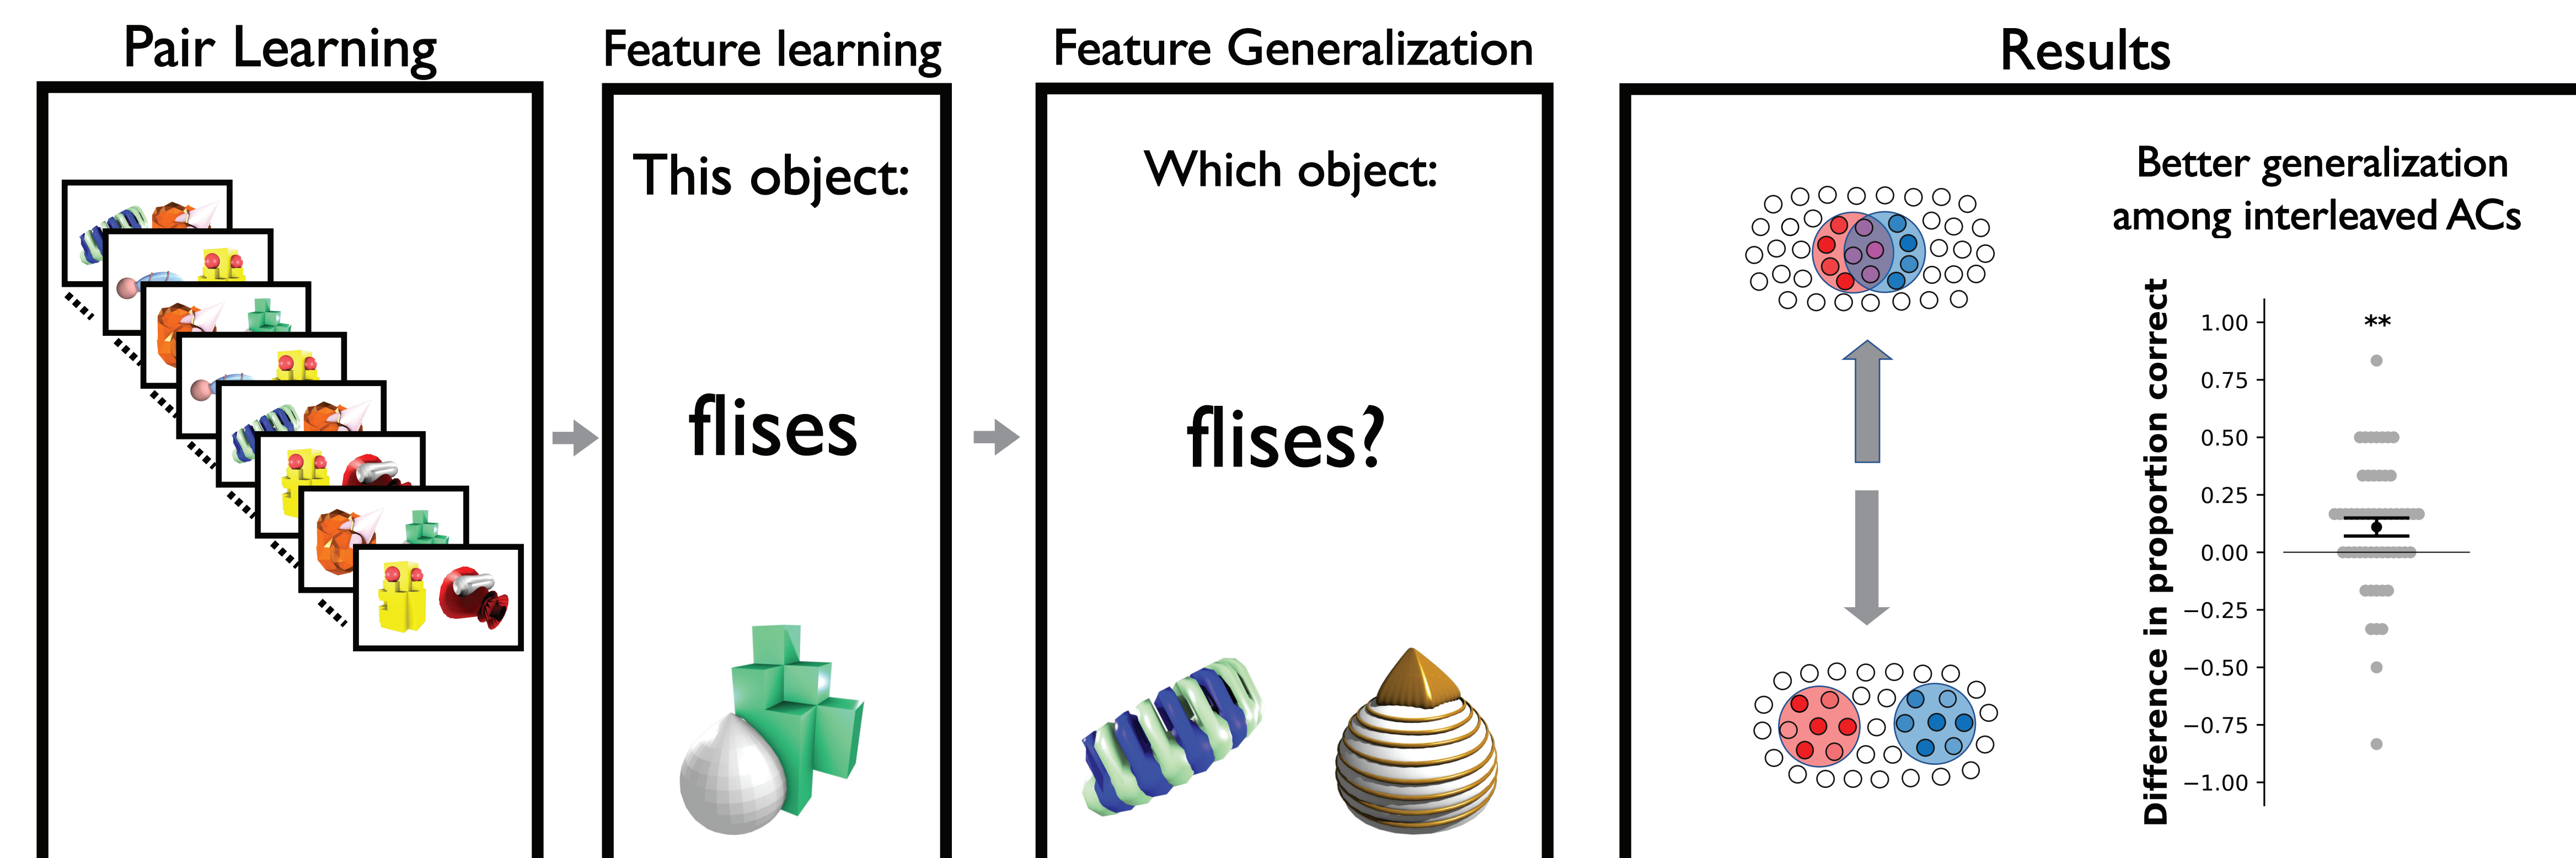 Pair Learning
Feature learning
This object:
flises
Feature Generalization
Which object:
flises?
Results
Better generalization
among interleaved ACs
Difference in proportion correct
**
1.00
0.75
0.50
0.25
0.00
−0.25
−0.50
−0.75
−1.00